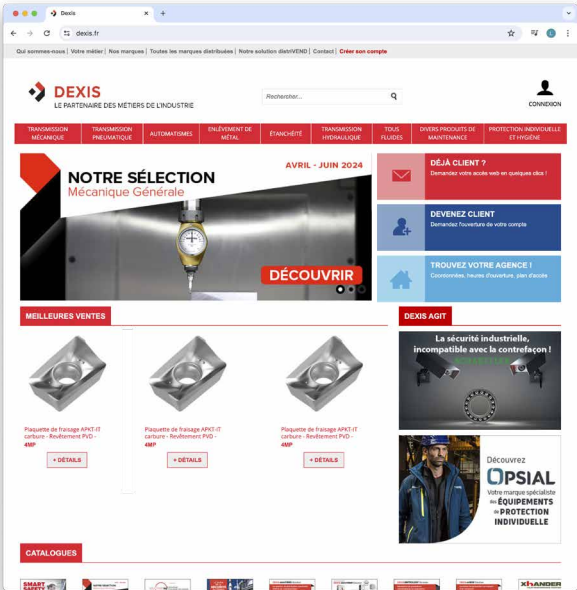 Dexis
dexis.fr
Qui sommes-nous | Votre métier | Nos marques | Toutes les marques distribuées | Notre solution distriVEND | Contact | Créer son compte
DEXIS
LE PARTENAIRE DES MÉTIERS DE L'INDUSTRIE
Rechercher...
CONNEXION
TRANSMISSION MÉCANIQUE
TRANSMISSION PNEUMATIQUE
AUTOMATISMES
ENLÈVEMENT DE MÉTAL
ÉTANCHÉITÉ
TRANSMISSION HYDRAULIQUE
TOUS FLUIDES
DIVERS PRODUITS DE MAINTENANCE
PROTECTION INDIVIDUELLE ET HYGIÈNE
AVRIL - JUIN 2024
NOTRE SÉLECTION
Mécanique Générale
DÉCOUVRIR
DÉJÀ CLIENT ?
Demandez votre accès web en quelques clics !
DEVENEZ CLIENT
Demandez l'ouverture de votre compte
TROUVEZ VOTRE AGENCE !
Coordonnées, heures d'ouverture, plan d'accès
MEILLEURES VENTES
Plaquette de fraisage APKT-IT
carbure - Revêtement PVD -
4MP
+ DÉTAILS
Plaquette de fraisage APKT-IT
carbure - Revêtement PVD -
4MP
+ DÉTAILS
Plaquette de fraisage APKT-IT
carbure - Revêtement PVD -
4MP
+ DÉTAILS
DEXIS AGIT
La sécurité industrielle,
incompatible avec la contrefaçon !
Découvrez
OPSIAL
Votre marque spécialiste
des ÉQUIPEMENTS
de PROTECTION
INDIVIDUELLE
CATALOGUES
SMART
SAFETY
XHANDER